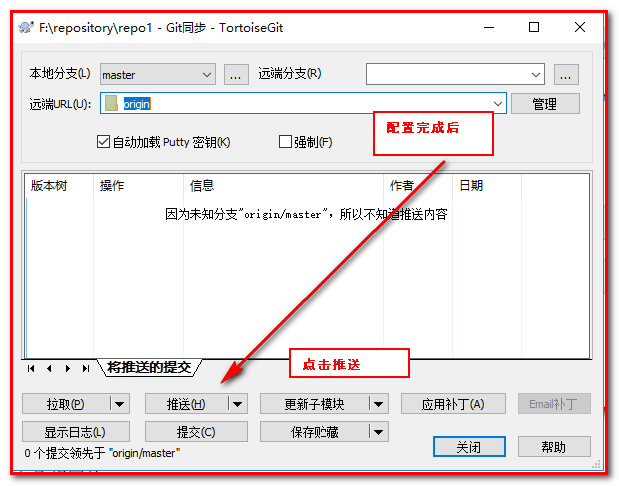 F:\repository\repo1 - Git同步 - TortoiseGit
本地分支(L) master ... 远端分支(R) ...
远端URL(U): origin 管理
自动加载 Putty 密钥(K) 强制(F)
配置完成后
版本树 操作 信息 作者 日期
因为未知分支"origin/master"，所以不知道推送内容
点击推送
将推送的提交
拉取(P) 推送(H) 更新子模块 应用补丁(A) Email补丁
显示日志(L) 提交(C) 保存贮藏
关闭 帮助
0 个提交领先于 "origin/master"